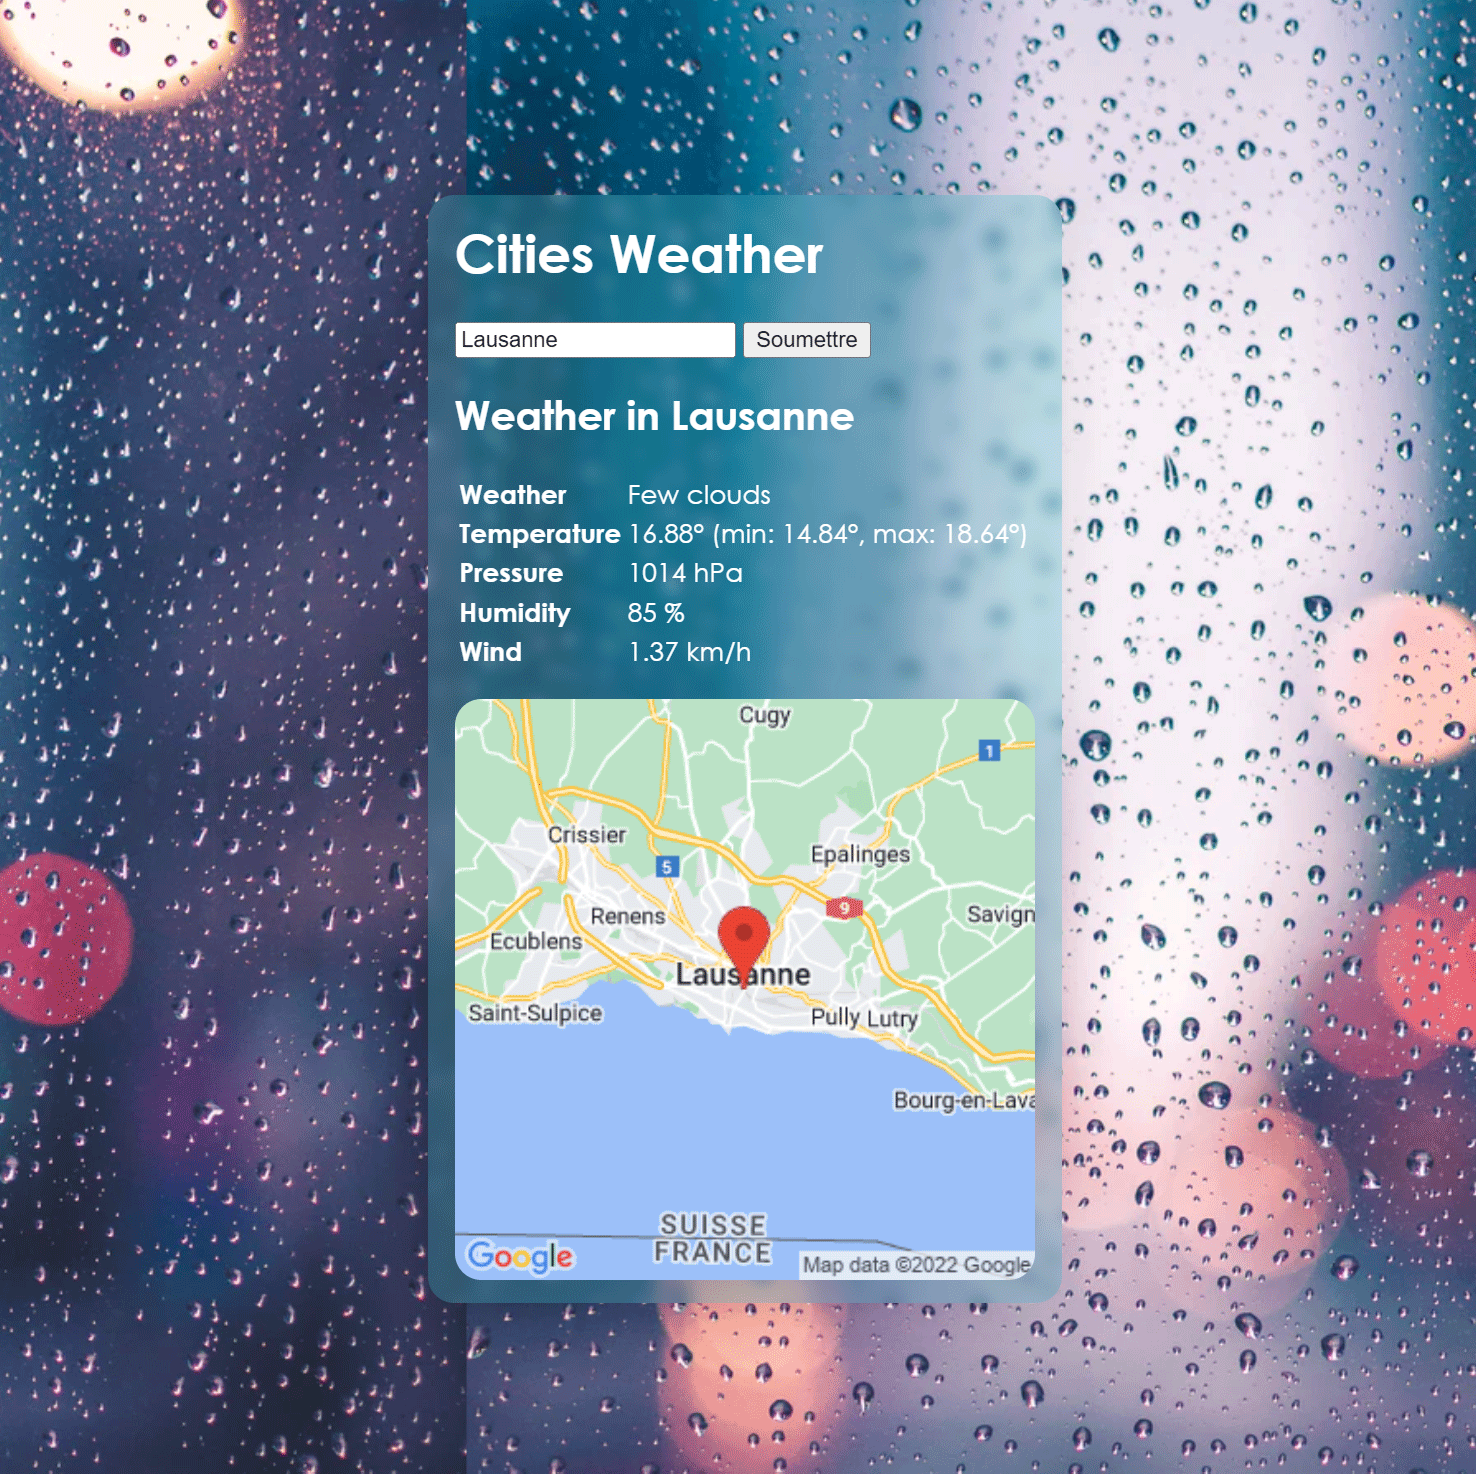 Cities Weather
Lausanne Soumettre
Weather in Lausanne
Weather Few clouds
Temperature 16.88° (min: 14.84°, max: 18.64°)
Pressure 1014 hPa
Humidity 85 %
Wind 1.37 km/h
Cugy
1
Crissier
Epalinges
5
9
Renens
Savign
Ecublens
Lausanne
Saint-Sulpice
Pully Lutry
Bourg-en-Lava
SUISSE
FRANCE
Google
Map data ©2022 Google